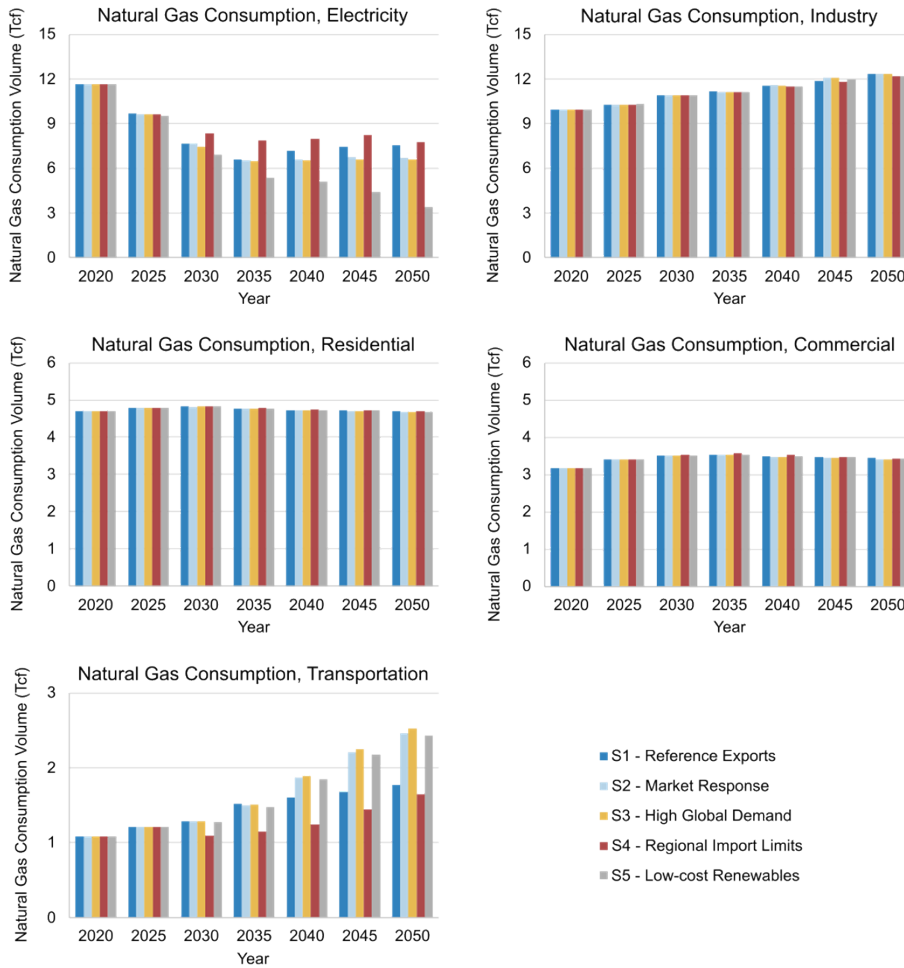 Natural Gas Consumption, Electricity
Natural Gas Consumption Volume (Tcf)
15
12
9
6
3
0
2020 2025 2030 2035 2040 2045 2050
Year
Natural Gas Consumption, Industry
Natural Gas Consumption Volume (Tcf)
15
12
9
6
3
0
2020 2025 2030 2035 2040 2045 2050
Year
Natural Gas Consumption, Residential
Natural Gas Consumption Volume (Tcf)
6
5
4
3
2
1
0
2020 2025 2030 2035 2040 2045 2050
Year
Natural Gas Consumption, Commercial
Natural Gas Consumption Volume (Tcf)
6
5
4
3
2
1
0
2020 2025 2030 2035 2040 2045 2050
Year
Natural Gas Consumption, Transportation
Natural Gas Consumption Volume (Tcf)
3
2
1
0
2020 2025 2030 2035 2040 2045 2050
Year
S1 - Reference Exports
S2 - Market Response
S3 - High Global Demand
S4 - Regional Import Limits
S5 - Low-cost Renewables